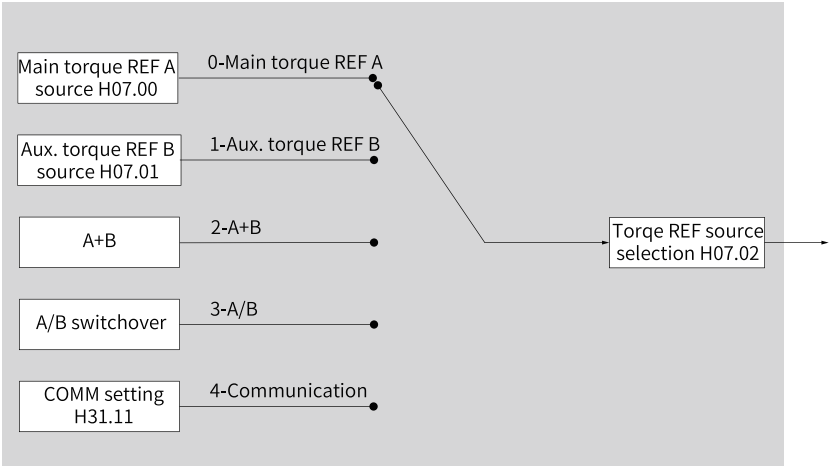 Main torque REF A
source H07.00
0-Main torque REF A
Aux. torque REF B
source H07.01
1-Aux. torque REF B
A+B
2-A+B
Torqe REF source
selection H07.02
A/B switchover
3-A/B
COMM setting
H31.11
4-Communication